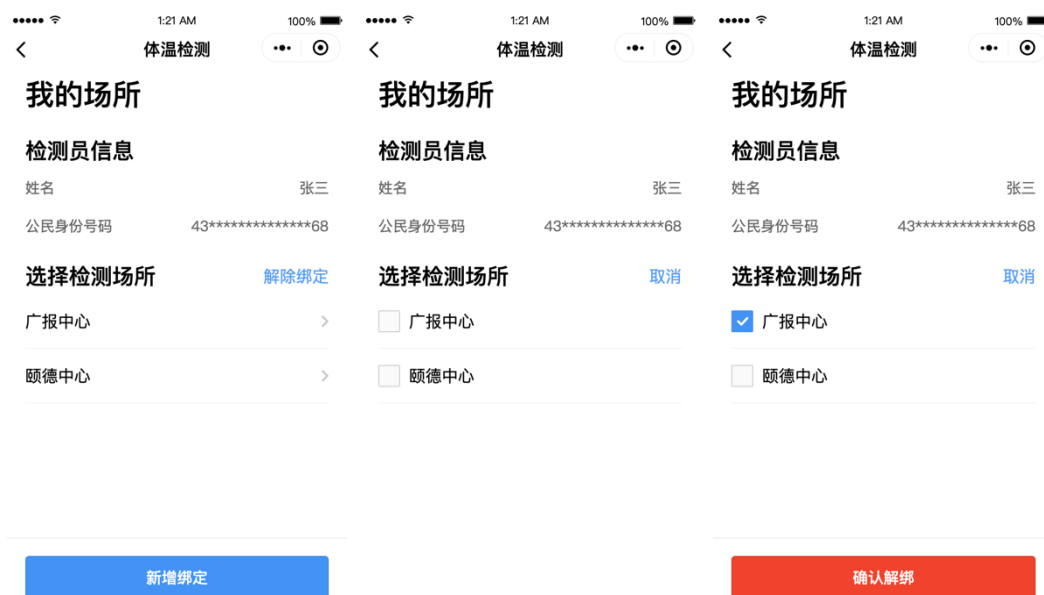 1:21 AM
100%
体温检测
我的场所
检测员信息
姓名
张三
公民身份号码
43**************68
选择检测场所
解除绑定
广报中心
颐德中心
新增绑定
1:21 AM
100%
体温检测
我的场所
检测员信息
姓名
张三
公民身份号码
43**************68
选择检测场所
取消
广报中心
颐德中心
1:21 AM
100%
体温检测
我的场所
检测员信息
姓名
张三
公民身份号码
43**************68
选择检测场所
取消
广报中心
颐德中心
确认解绑